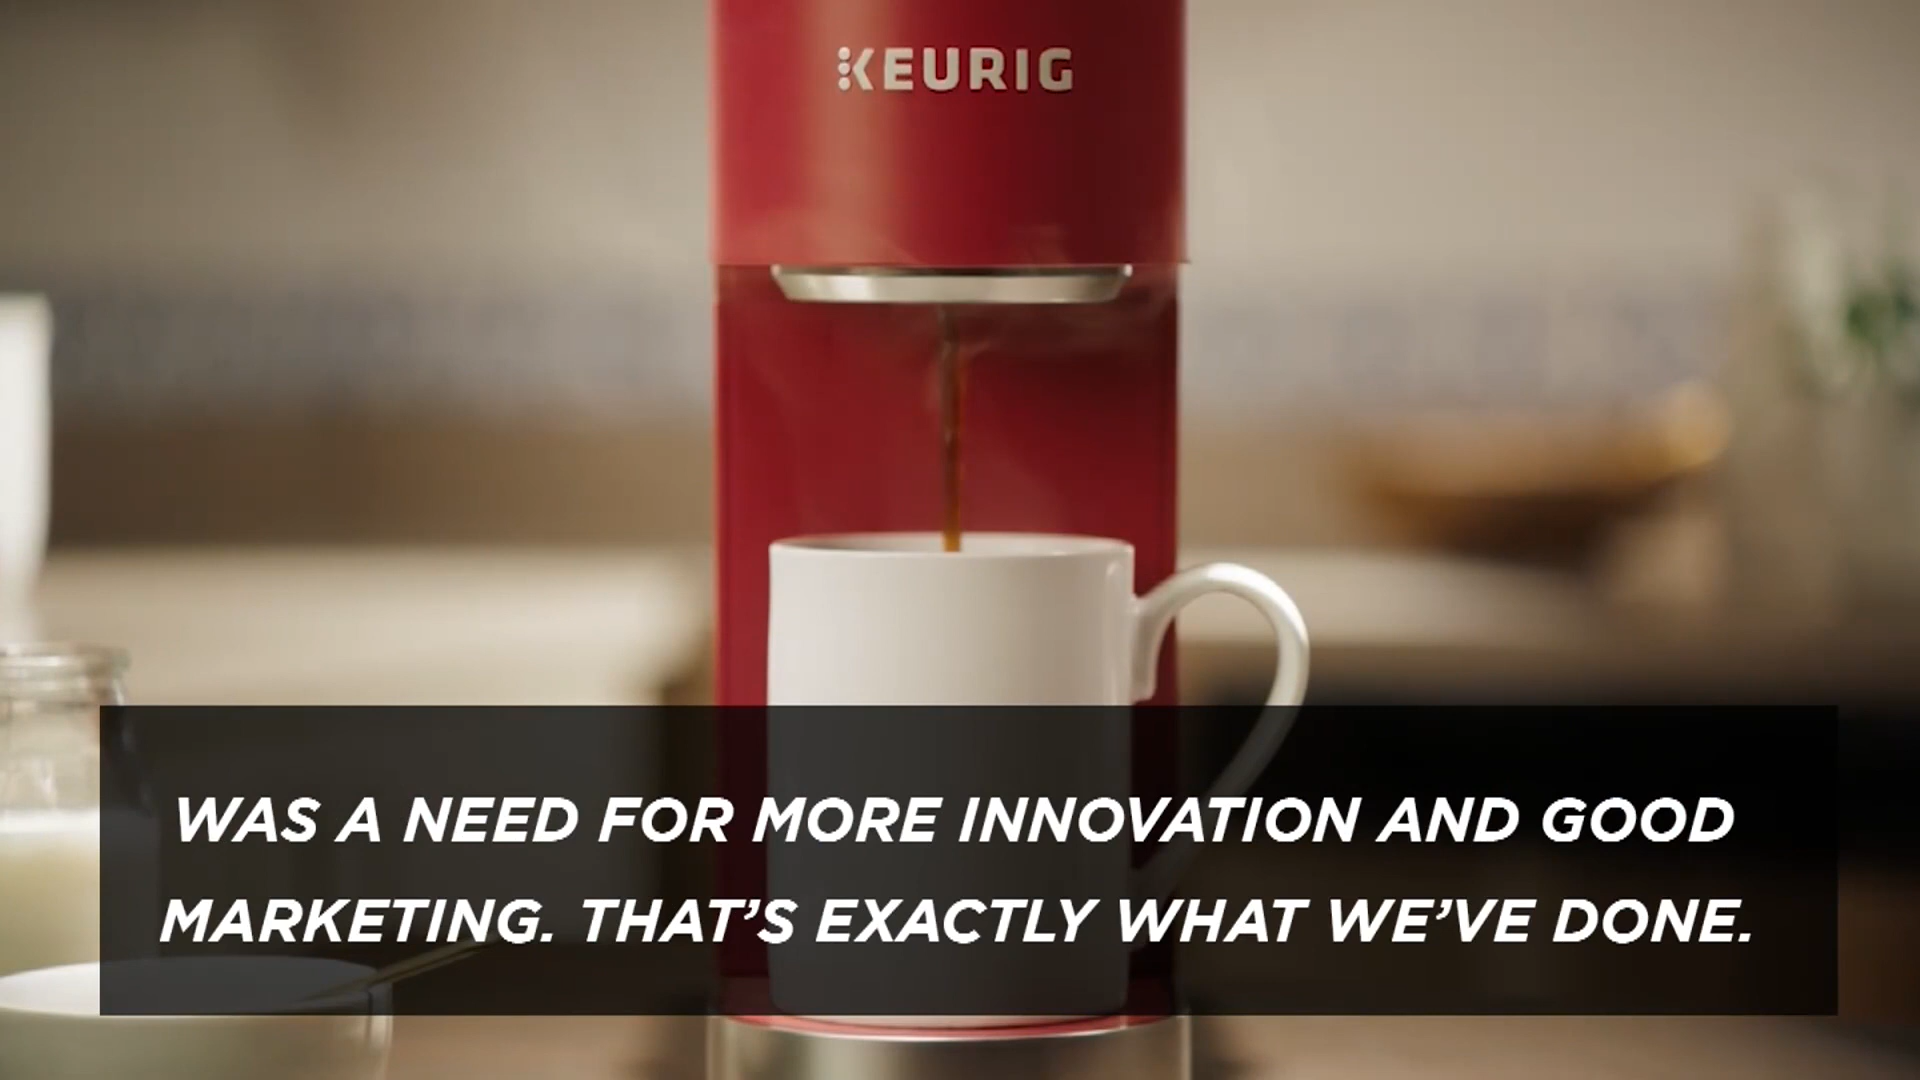 KEURIG
WAS A NEED FOR MORE INNOVATION AND GOOD
MARKETING. THAT’S EXACTLY WHAT WE’VE DONE.